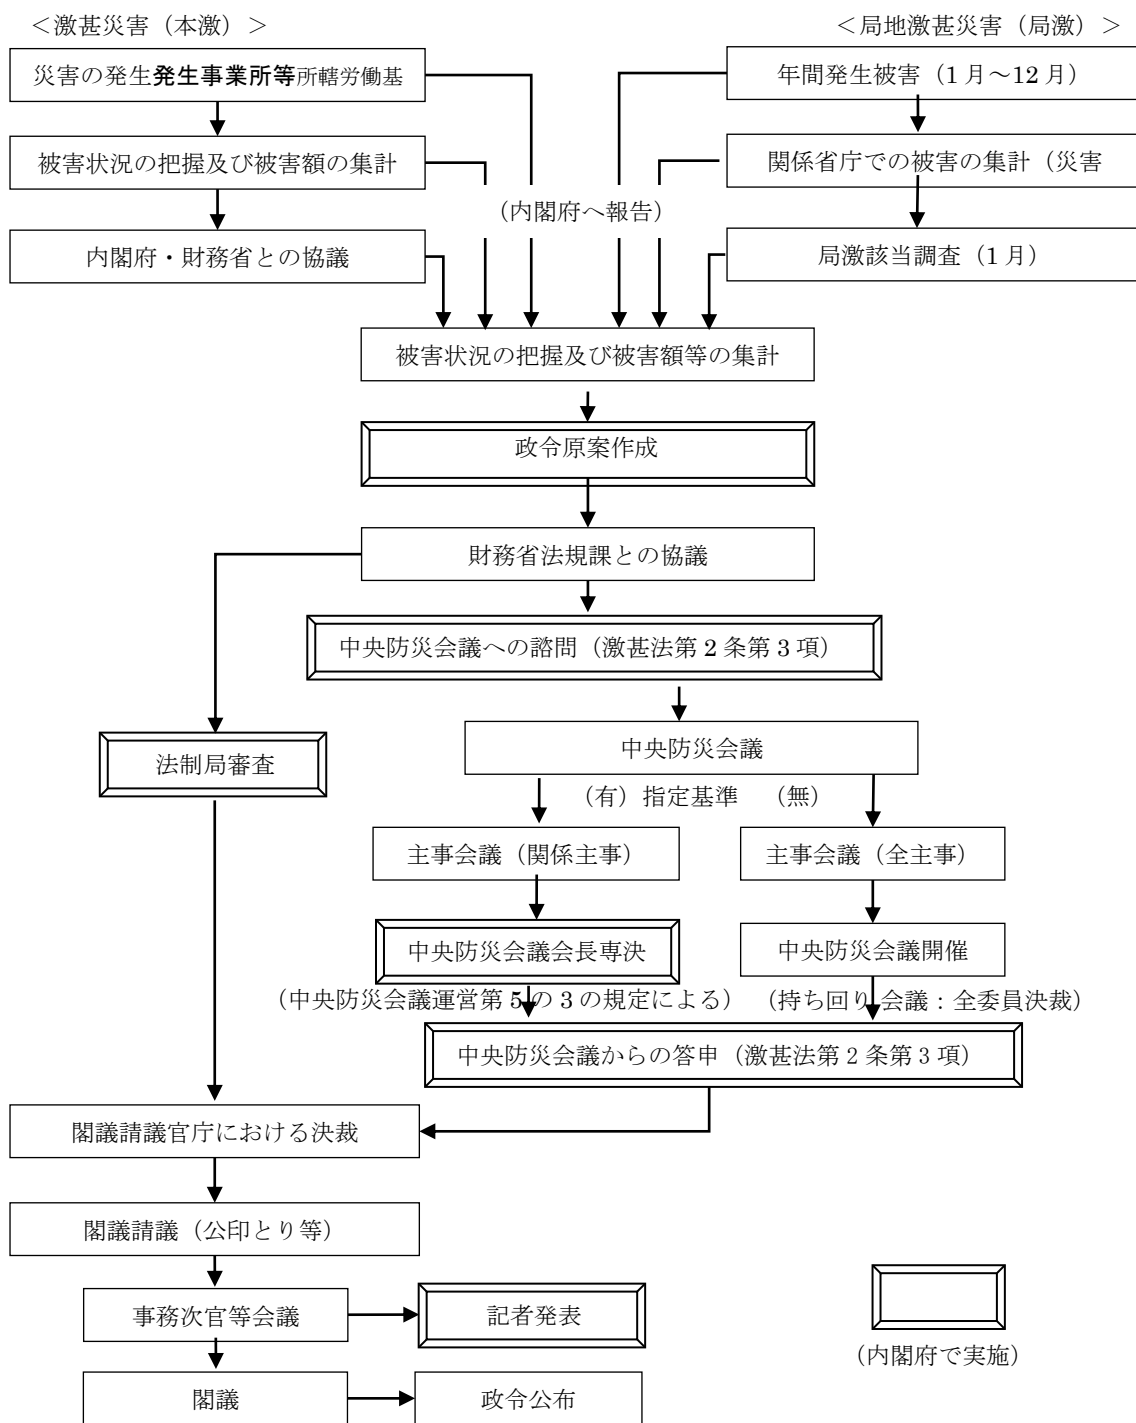 ＜激甚災害（本激）＞
＜局地激甚災害（局激）＞
災害の発生発生事業所等所轄労働基
年間発生被害（1月～12月）
被害状況の把握及び被害額の集計
関係省庁での被害の集計（災害
（内閣府へ報告）
内閣府・財務省との協議
局激該当調査（1月）
被害状況の把握及び被害額等の集計
政令原案作成
財務省法規課との協議
中央防災会議への諮問（激甚法第2条第3項）
中央防災会議
法制局審査
（有）指定基準　（無）
主事会議（関係主事）
主事会議（全主事）
中央防災会議会長専決
中央防災会議開催
（中央防災会議運営第5の3の規定による）
（持ち回り会議：全委員決裁）
中央防災会議からの答申（激甚法第2条第3項）
閣議請議官庁における決裁
閣議請議（公印とり等）
事務次官等会議
記者発表
（内閣府で実施）
閣議
政令公布